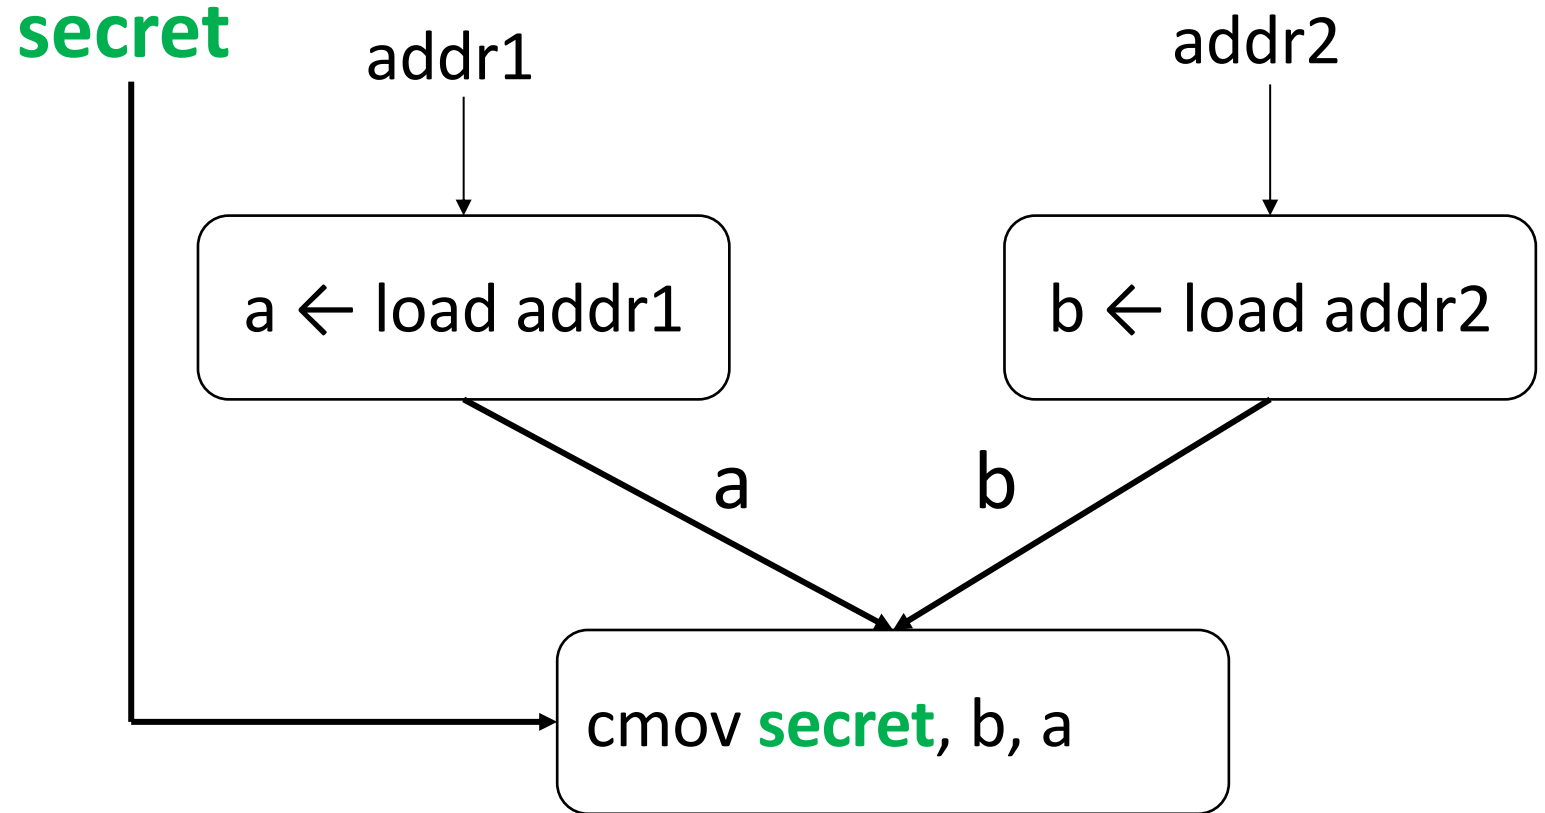 secret
addr1
addr2
a ← load addr1
b ← load addr2
a
b
cmov secret, b, a